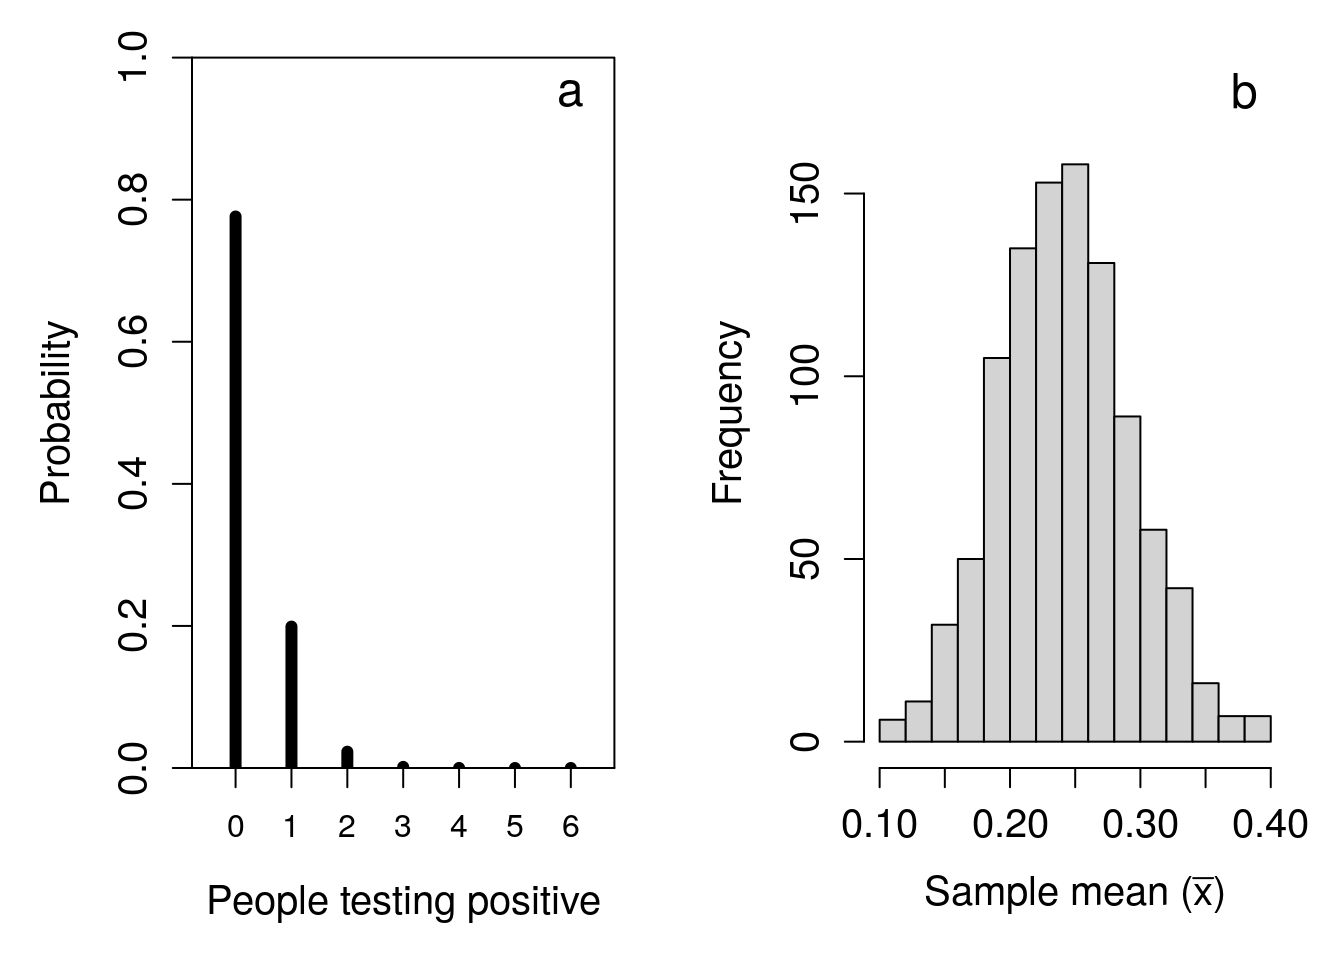 a
1.0
0.8
0.6
0.4
0.2
0.0
Probability
0 1 2 3 4 5 6
People testing positive
b
150
100
50
0
Frequency
0.10 0.20 0.30 0.40
Sample mean (x̅)